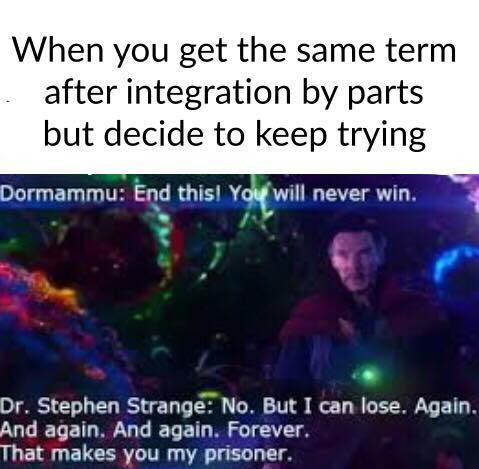 When you get the same term
after integration by parts
but decide to keep trying
Dormammu: End this! You will never win.
Dr. Stephen Strange: No. But I can lose. Again.
And again. And again. Forever.
That makes you my prisoner.